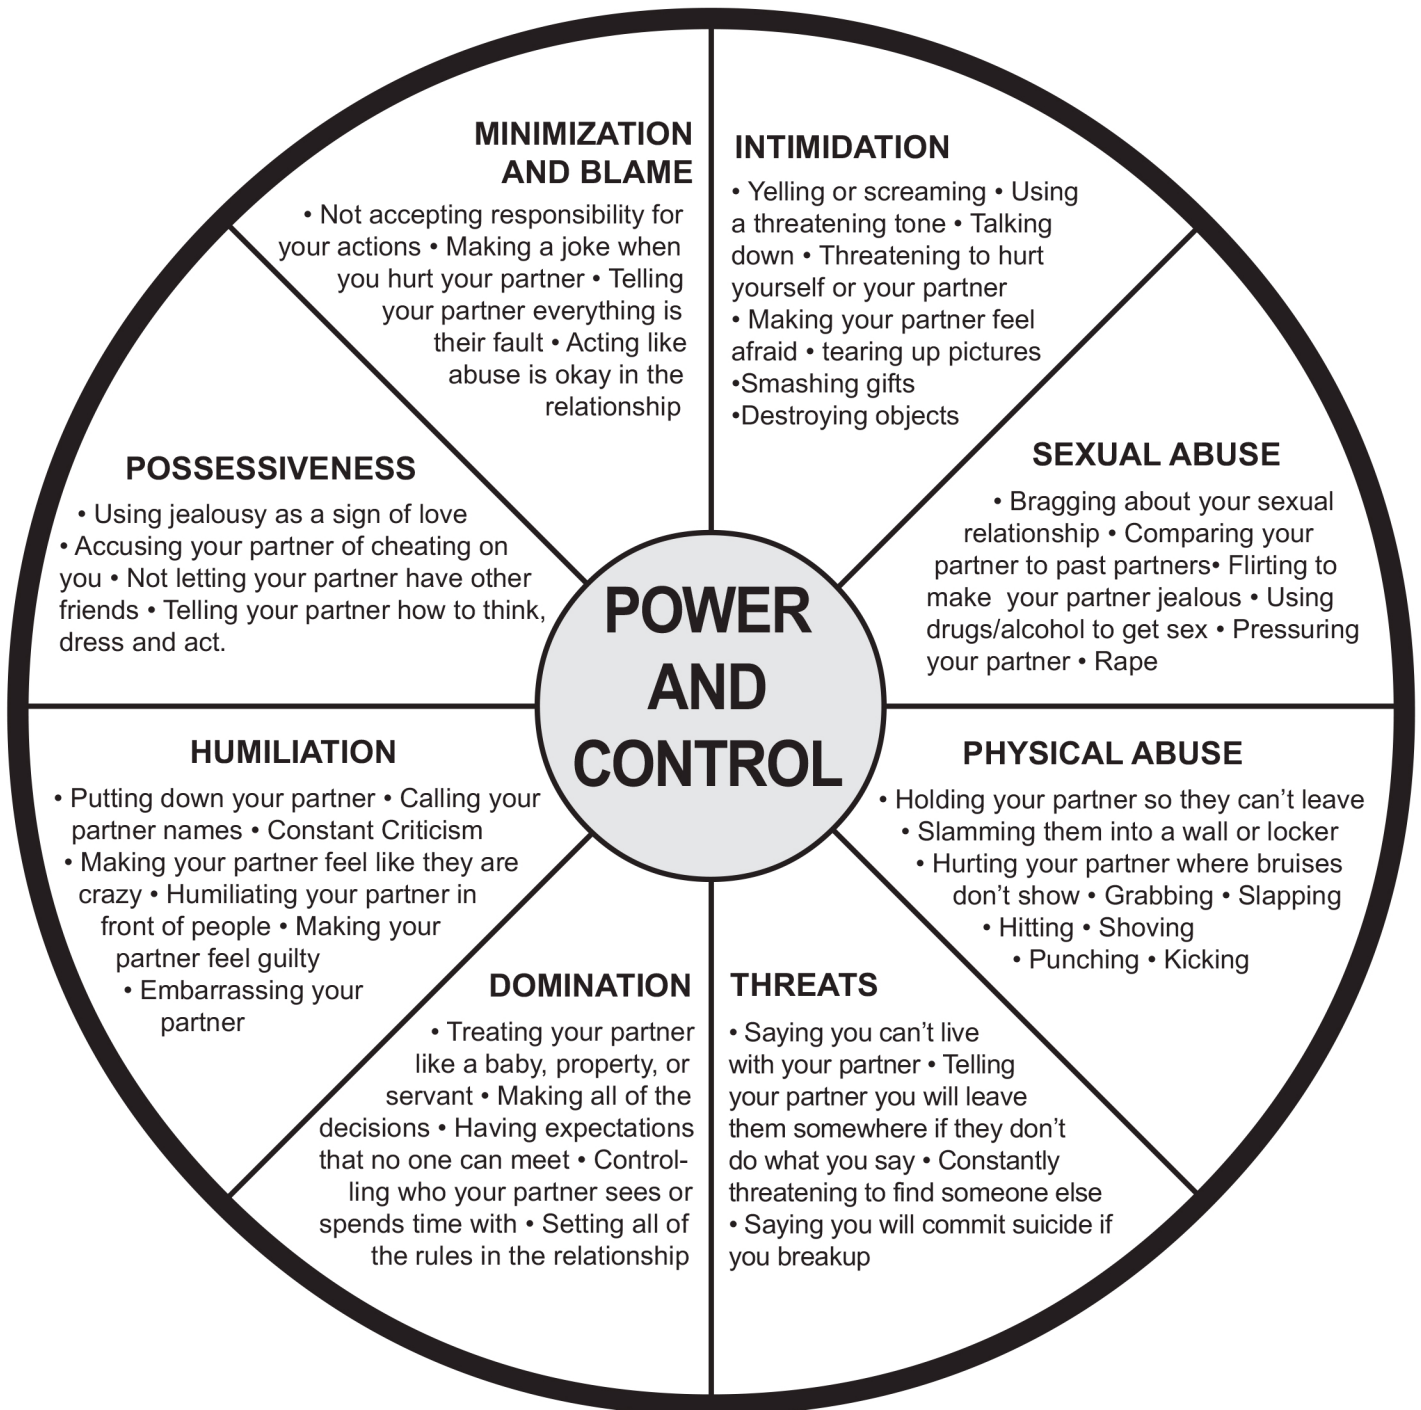 MINIMIZATION
AND BLAME
• Not accepting responsibility for
your actions • Making a joke when
you hurt your partner • Telling
your partner everything is
their fault • Acting like
abuse is okay in the
relationship
INTIMIDATION
• Yelling or screaming • Using
a threatening tone • Talking
down • Threatening to hurt
yourself or your partner
• Making your partner feel
afraid • tearing up pictures
•Smashing gifts
•Destroying objects
SEXUAL ABUSE
• Bragging about your sexual
relationship • Comparing your
partner to past partners• Flirting to
make your partner jealous • Using
drugs/alcohol to get sex • Pressuring
your partner • Rape
PHYSICAL ABUSE
• Holding your partner so they can’t leave
• Slamming them into a wall or locker
• Hurting your partner where bruises
don’t show • Grabbing • Slapping
• Hitting • Shoving
• Punching • Kicking
THREATS
• Saying you can’t live
with your partner • Telling
your partner you will leave
them somewhere if they don’t
do what you say • Constantly
threatening to find someone else
• Saying you will commit suicide if
you breakup
DOMINATION
• Treating your partner
like a baby, property, or
servant • Making all of the
decisions • Having expectations
that no one can meet • Control-
ling who your partner sees or
spends time with • Setting all of
the rules in the relationship
HUMILIATION
• Putting down your partner • Calling your
partner names • Constant Criticism
• Making your partner feel like they are
crazy • Humiliating your partner in
front of people • Making your
partner feel guilty
• Embarrassing your
partner
POSSESSIVENESS
• Using jealousy as a sign of love
• Accusing your partner of cheating on
you • Not letting your partner have other
friends • Telling your partner how to think,
dress and act.
POWER
AND
CONTROL